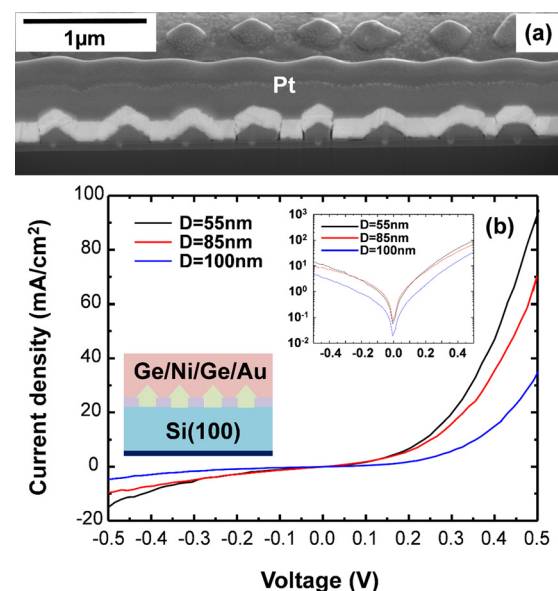 1μm
(a)
Pt
(b)
D=55nm
D=85nm
D=100nm
D=55nm
D=85nm
D=100nm
10³
10²
10¹
10⁰
10⁻¹
10⁻²
-0.4 -0.2 0.0 0.2 0.4
Ge/Ni/Ge/Au
Si(100)
100
80
60
40
20
0
-20
Current density (mA/cm²)
-0.5 -0.4 -0.3 -0.2 -0.1 0.0 0.1 0.2 0.3 0.4 0.5
Voltage (V)